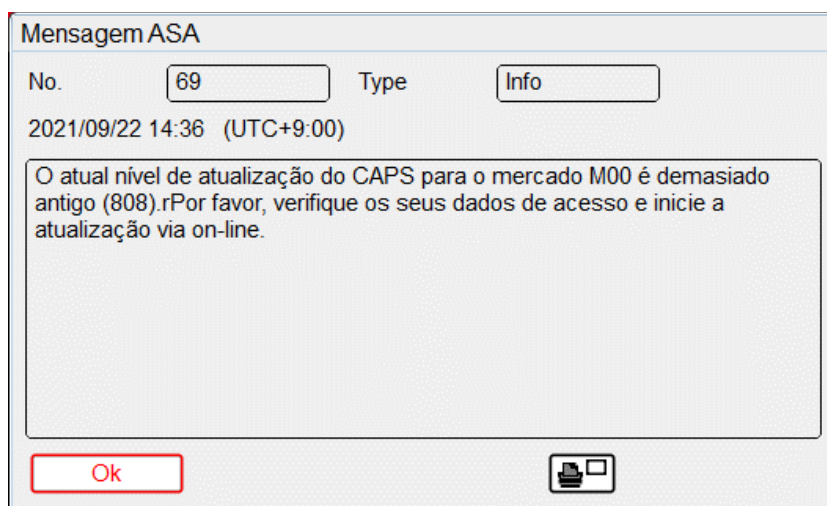 Mensagem ASA
No. 69 Type Info
2021/09/22 14:36 (UTC+9:00)
O atual nível de atualização do CAPS para o mercado M00 é demasiado
antigo (808).rPor favor, verifique os seus dados de acesso e inicie a
atualização via on-line.
Ok